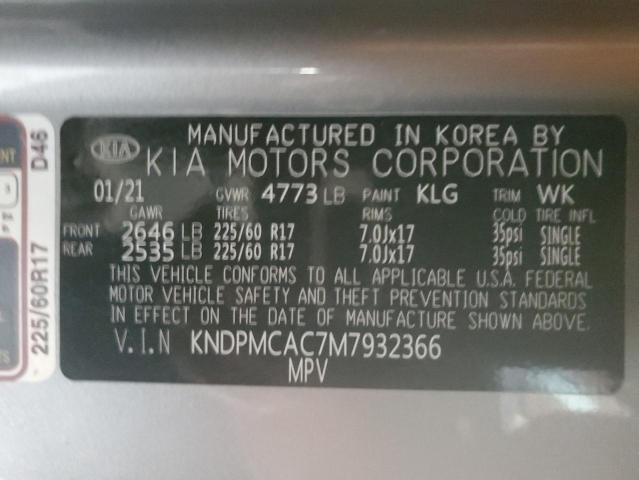 MANUFACTURED IN KOREA BY
KIA KIA MOTORS CORPORATION
01/21 GVWR 4773 LB PAINT KLG TRIM WK
GAWR TIRES RIMS COLD TIRE INFL
FRONT 2646 LB 225/60 R17 7.0Jx17 35psi SINGLE
REAR 2535 LB 225/60 R17 7.0Jx17 35psi SINGLE
THIS VEHICLE CONFORMS TO ALL APPLICABLE U.S.A. FEDERAL
MOTOR VEHICLE SAFETY AND THEFT PREVENTION STANDARDS
IN EFFECT ON THE DATE OF MANUFACTURE SHOWN ABOVE.
V.I.N KNDPMCAC7M7932366
MPV
225/60R17 D46